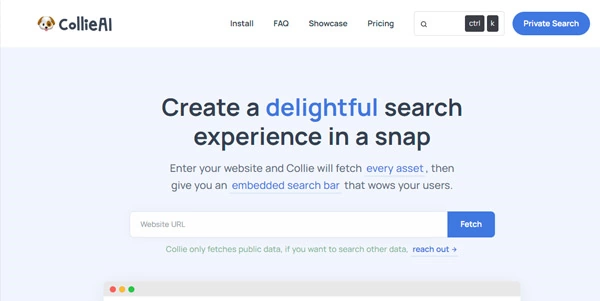 CollieAI
Install
FAQ
Showcase
Pricing
ctrl
k
Private Search
Create a delightful search
experience in a snap
Enter your website and Collie will fetch every asset, then
give you an embedded search bar that wows your users.
Website URL
Fetch
Collie only fetches public data, if you want to search other data, reach out →